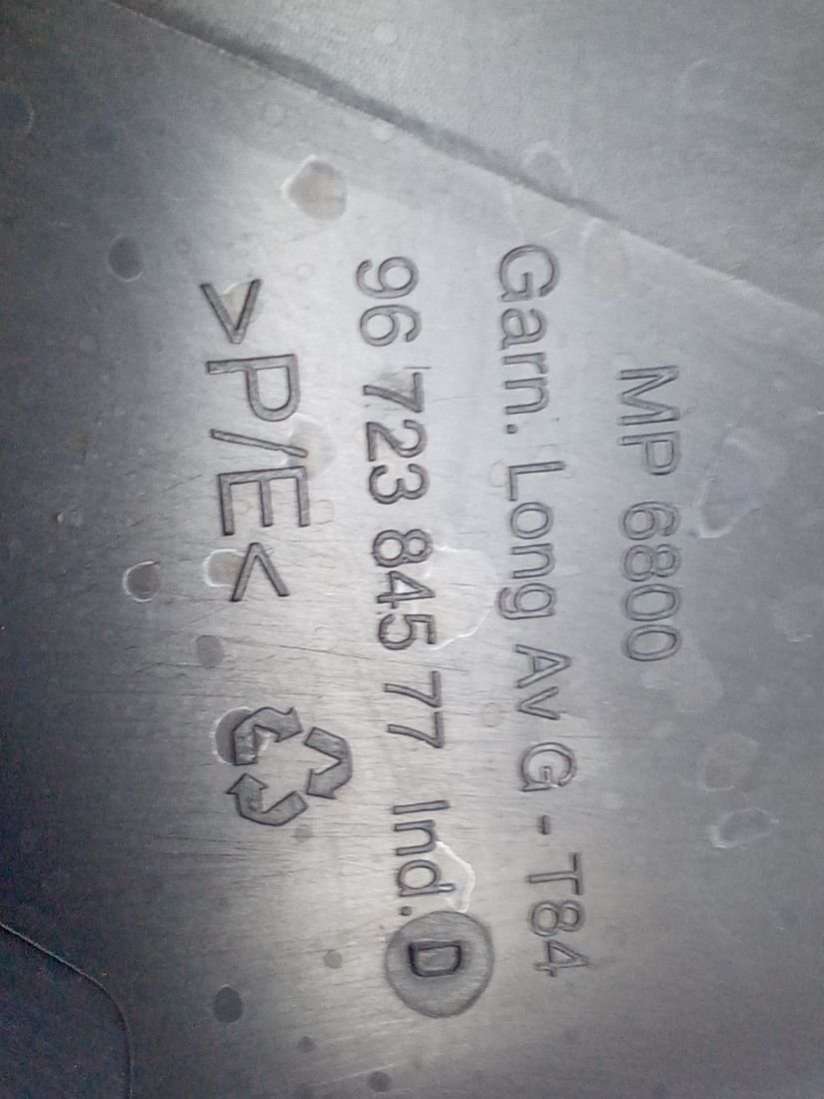 MP 6800
Garn. Long Av G - T84
96 723 845 77 Ind. D
>P/E<